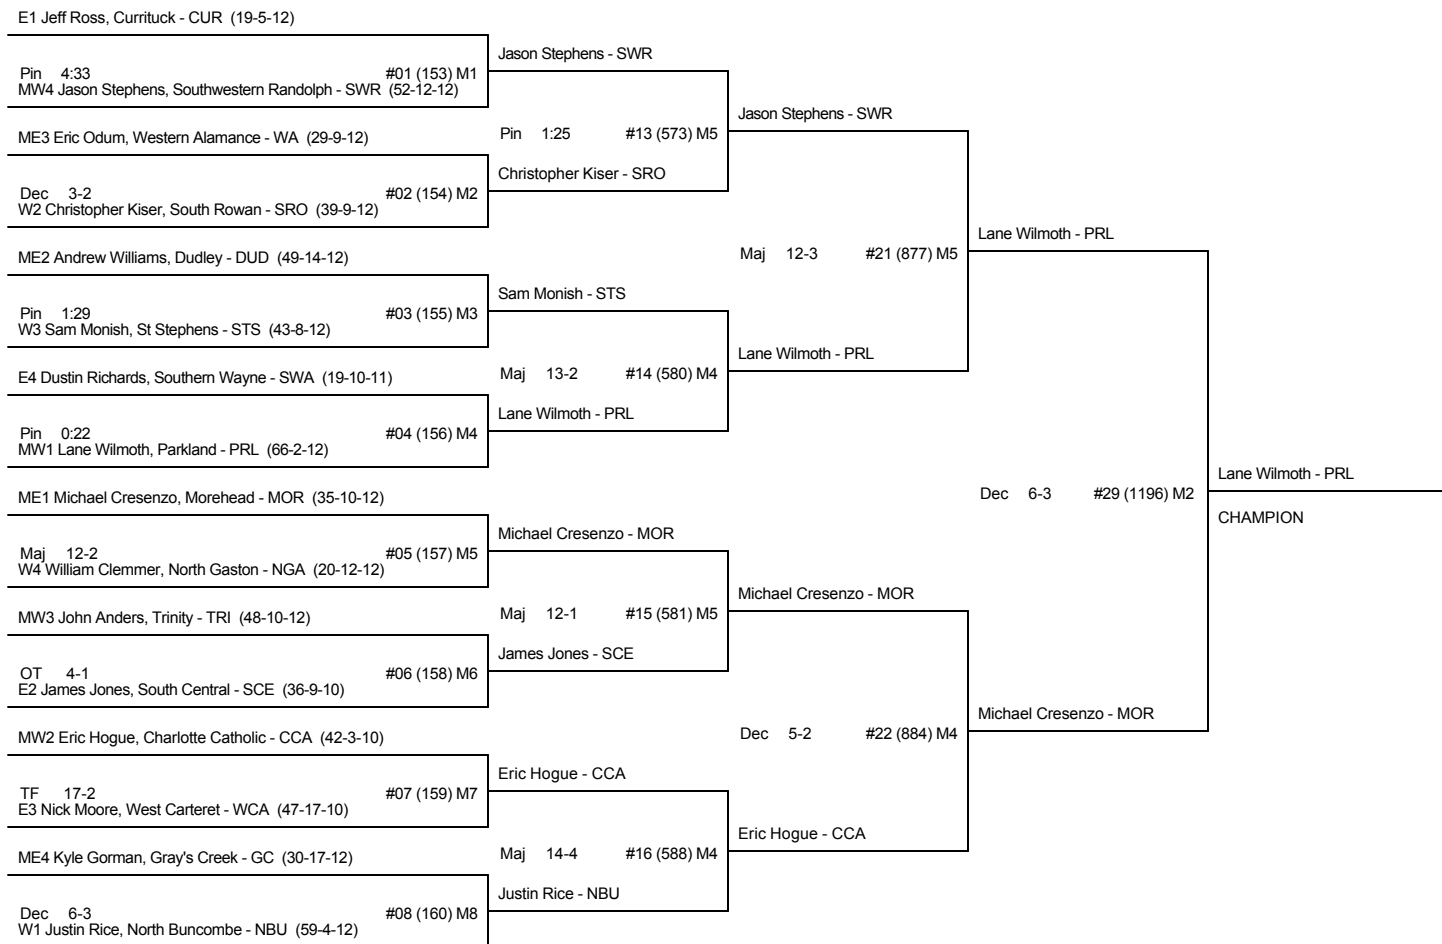 E1 Jeff Ross, Currituck - CUR (19-5-12)
Pin 4:33 #01 (153) M1
MW4 Jason Stephens, Southwestern Randolph - SWR (52-12-12)
ME3 Eric Odum, Western Alamance - WA (29-9-12)
Dec 3-2 #02 (154) M2
W2 Christopher Kiser, South Rowan - SRO (39-9-12)
ME2 Andrew Williams, Dudley - DUD (49-14-12)
Pin 1:29 #03 (155) M3
W3 Sam Monish, St Stephens - STS (43-8-12)
E4 Dustin Richards, Southern Wayne - SWA (19-10-11)
Pin 0:22 #04 (156) M4
MW1 Lane Wilmoth, Parkland - PRL (66-2-12)
ME1 Michael Cresenzo, Morehead - MOR (35-10-12)
Maj 12-2 #05 (157) M5
W4 William Clemmer, North Gaston - NGA (20-12-12)
MW3 John Anders, Trinity - TRI (48-10-12)
OT 4-1 #06 (158) M6
E2 James Jones, South Central - SCE (36-9-10)
MW2 Eric Hogue, Charlotte Catholic - CCA (42-3-10)
TF 17-2 #07 (159) M7
E3 Nick Moore, West Carteret - WCA (47-17-10)
ME4 Kyle Gorman, Gray's Creek - GC (30-17-12)
Dec 6-3 #08 (160) M8
W1 Justin Rice, North Buncombe - NBU (59-4-12)
Jason Stephens - SWR
Pin 1:25 #13 (573) M5
Christopher Kiser - SRO
Sam Monish - STS
Maj 13-2 #14 (580) M4
Lane Wilmoth - PRL
Michael Cresenzo - MOR
Maj 12-1 #15 (581) M5
James Jones - SCE
Eric Hogue - CCA
Maj 14-4 #16 (588) M4
Justin Rice - NBU
Jason Stephens - SWR
Maj 12-3 #21 (877) M5
Lane Wilmoth - PRL
Michael Cresenzo - MOR
Dec 5-2 #22 (884) M4
Eric Hogue - CCA
Lane Wilmoth - PRL
Dec 6-3 #29 (1196) M2
Michael Cresenzo - MOR
Lane Wilmoth - PRL
CHAMPION